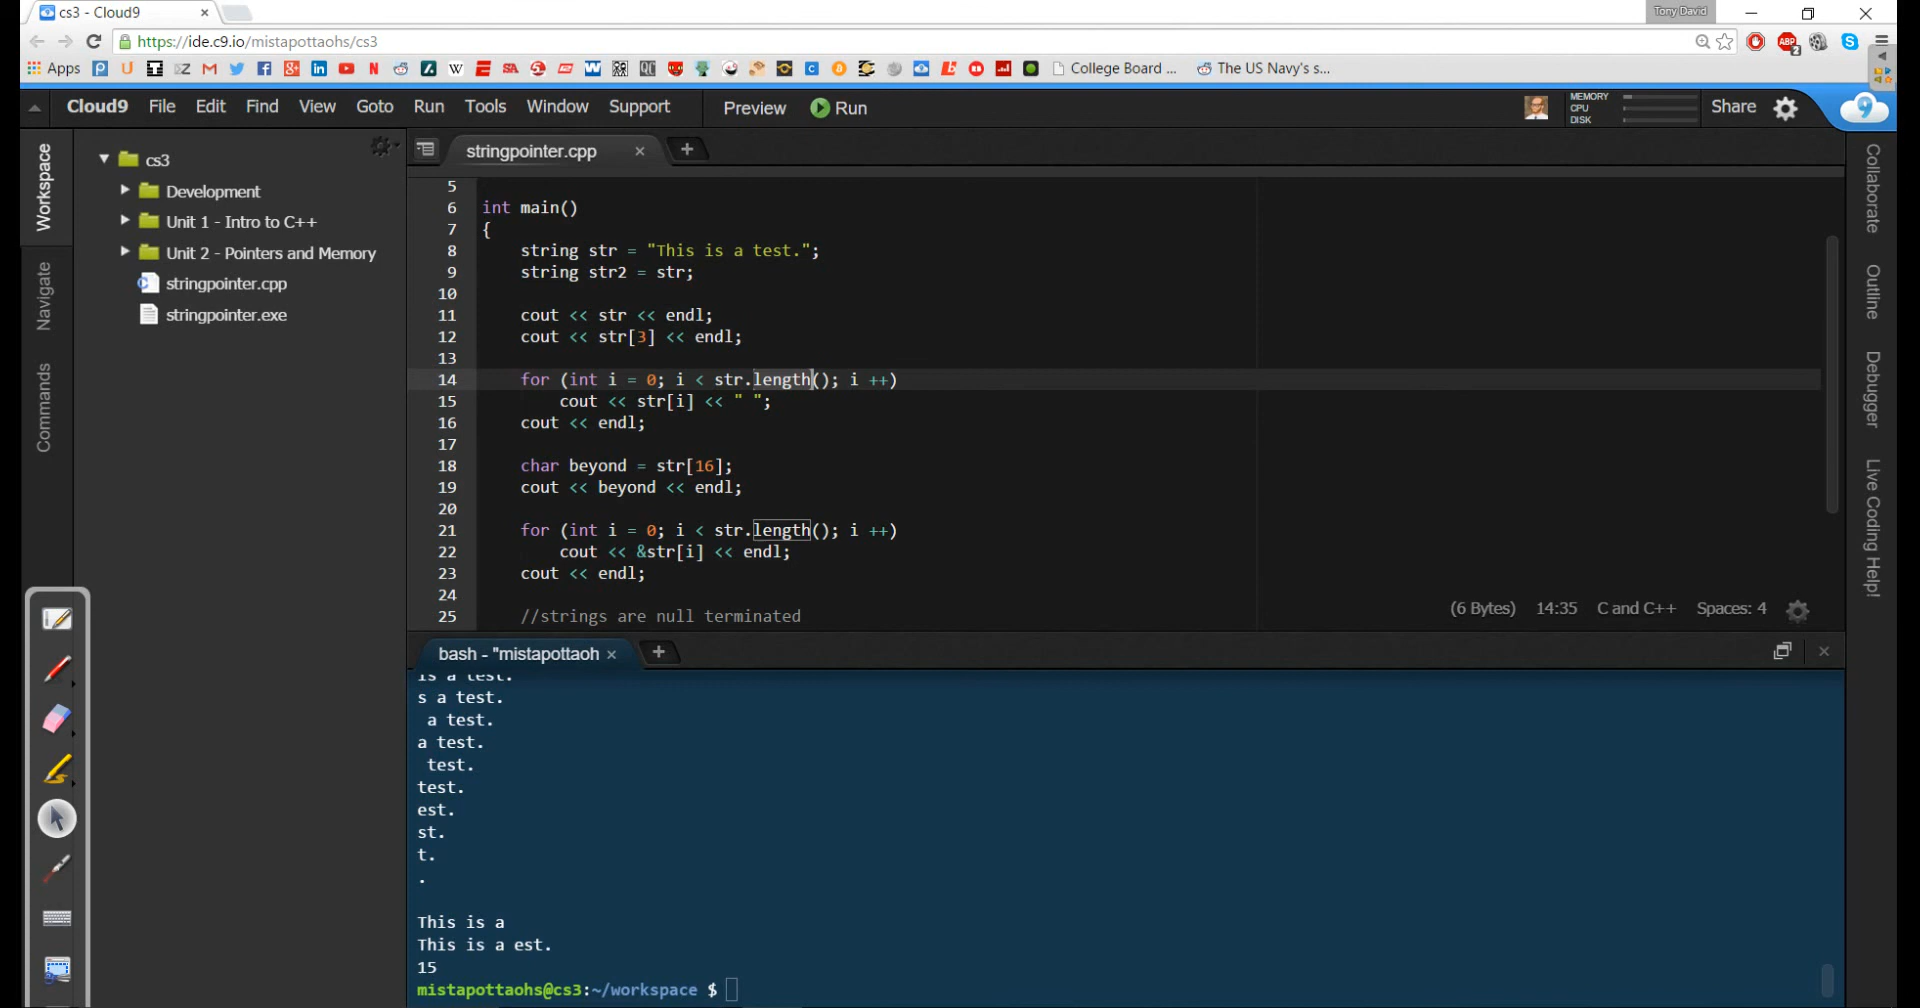 cs3 - Cloud9
Tony David
https://ide.c9.io/mistapottaohs/cs3
Apps
College Board ...
The US Navy's s...
Cloud9 File Edit Find View Goto Run Tools Window Support Preview Run
MEMORY
CPU
DISK
Share
Workspace
Navigate
Commands
cs3
Development
Unit 1 - Intro to C++
Unit 2 - Pointers and Memory
stringpointer.cpp
stringpointer.exe
stringpointer.cpp
5
6 int main()
7 {
8 string str = "This is a test.";
9 string str2 = str;
10
11 cout << str << endl;
12 cout << str[3] << endl;
13
14 for (int i = 0; i < str.length(); i ++)
15 cout << str[i] << " ";
16 cout << endl;
17
18 char beyond = str[16];
19 cout << beyond << endl;
20
21 for (int i = 0; i < str.length(); i ++)
22 cout << &str[i] << endl;
23 cout << endl;
24
25 //strings are null terminated
(6 Bytes) 14:35 C and C++ Spaces: 4
Collaborate
Outline
Debugger
Live Coding Help!
bash - "mistapottaoh
is a test.
s a test.
a test.
a test.
test.
test.
est.
st.
t.
.
This is a
This is a est.
15
mistapottaohs@cs3:~/workspace $